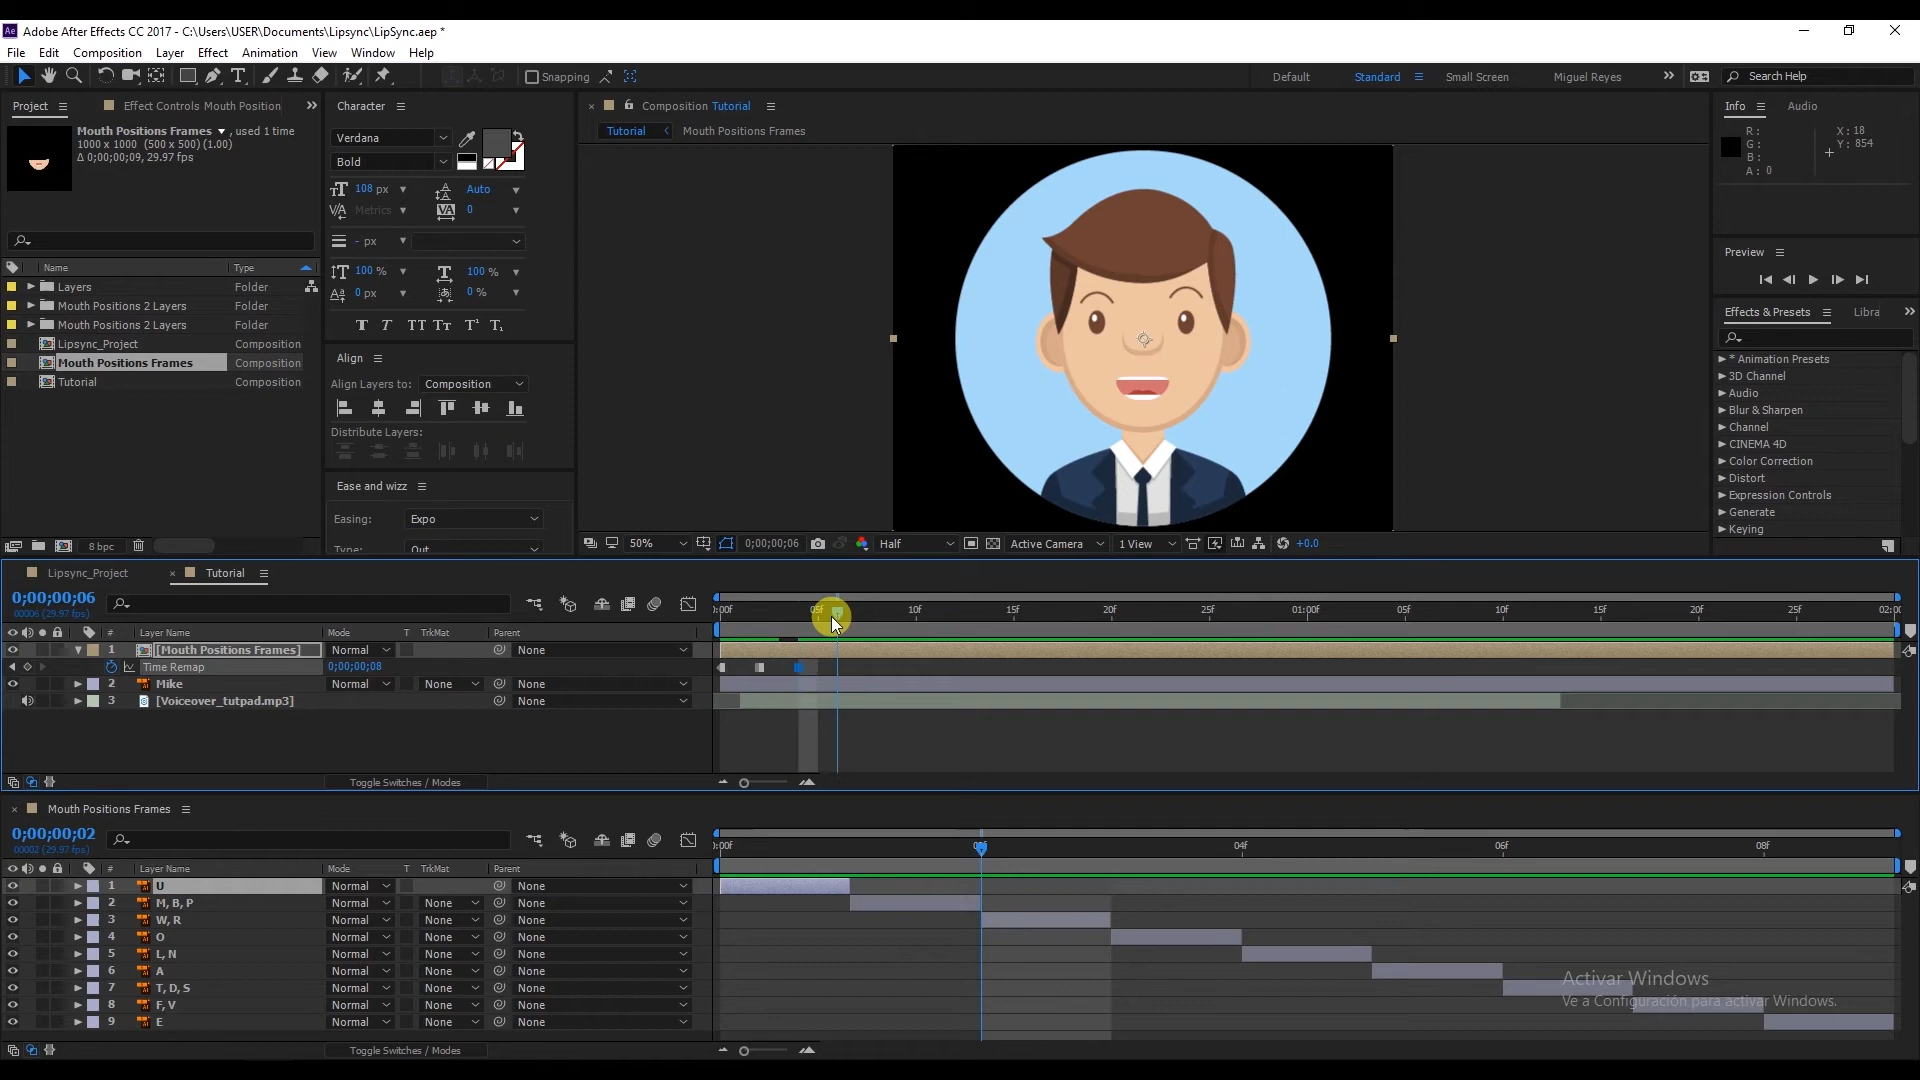 Adobe After Effects CC 2017 - C:\Users\USER\Documents\Lipsync\LipSync.aep *
File Edit Composition Layer Effect Animation View Window Help
Snapping Default Standard Small Screen Miguel Reyes Search Help
Project Effect Controls Mouth Position
Mouth Positions Frames , used 1 time
1000 x 1000 (500 x 500) (1.00)
Δ 0;00;00;09, 29.97 fps
Name Type
Layers Folder
Mouth Positions 2 Layers Folder
Mouth Positions 2 Layers Folder
Lipsync_Project Composition
Mouth Positions Frames Composition
Tutorial Composition
8 bpc
Character
Verdana
Bold
108 px Auto
Metrics 0
- px
100 % 100 %
0 px 0 %
Align
Align Layers to: Composition
Distribute Layers:
Ease and wizz
Easing: Expo
Type: Out
Composition Tutorial
Tutorial Mouth Positions Frames
50% 0;00;00;06 Half Active Camera 1 View +0.0
Info Audio
R: X: 18
G: Y: 854
B:
A: 0
Preview
Effects & Presets Libra
* Animation Presets
3D Channel
Audio
Blur & Sharpen
Channel
CINEMA 4D
Color Correction
Distort
Expression Controls
Generate
Keying
Lipsync_Project Tutorial
0;00;00;06
00006 (29.97 fps)
0:00f 05f 10f 15f 20f 25f 01:00f 05f 10f 15f 20f 25f 02:00
# Layer Name Mode T TrkMat Parent
1 [Mouth Positions Frames] Normal None
Time Remap 0;00;00;08
2 Mike Normal None None
3 [Voiceover_tutpad.mp3] None
Toggle Switches / Modes
Mouth Positions Frames
0;00;00;02
00002 (29.97 fps)
0:00f 04f 06f 08f
# Layer Name Mode T TrkMat Parent
1 U Normal None
2 M, B, P Normal None None
3 W, R Normal None None
4 O Normal None None
5 L, N Normal None None
6 A Normal None None
7 T, D, S Normal None None
8 F, V Normal None None
9 E Normal None None
Activar Windows
Ve a Configuración para activar Windows.
Toggle Switches / Modes